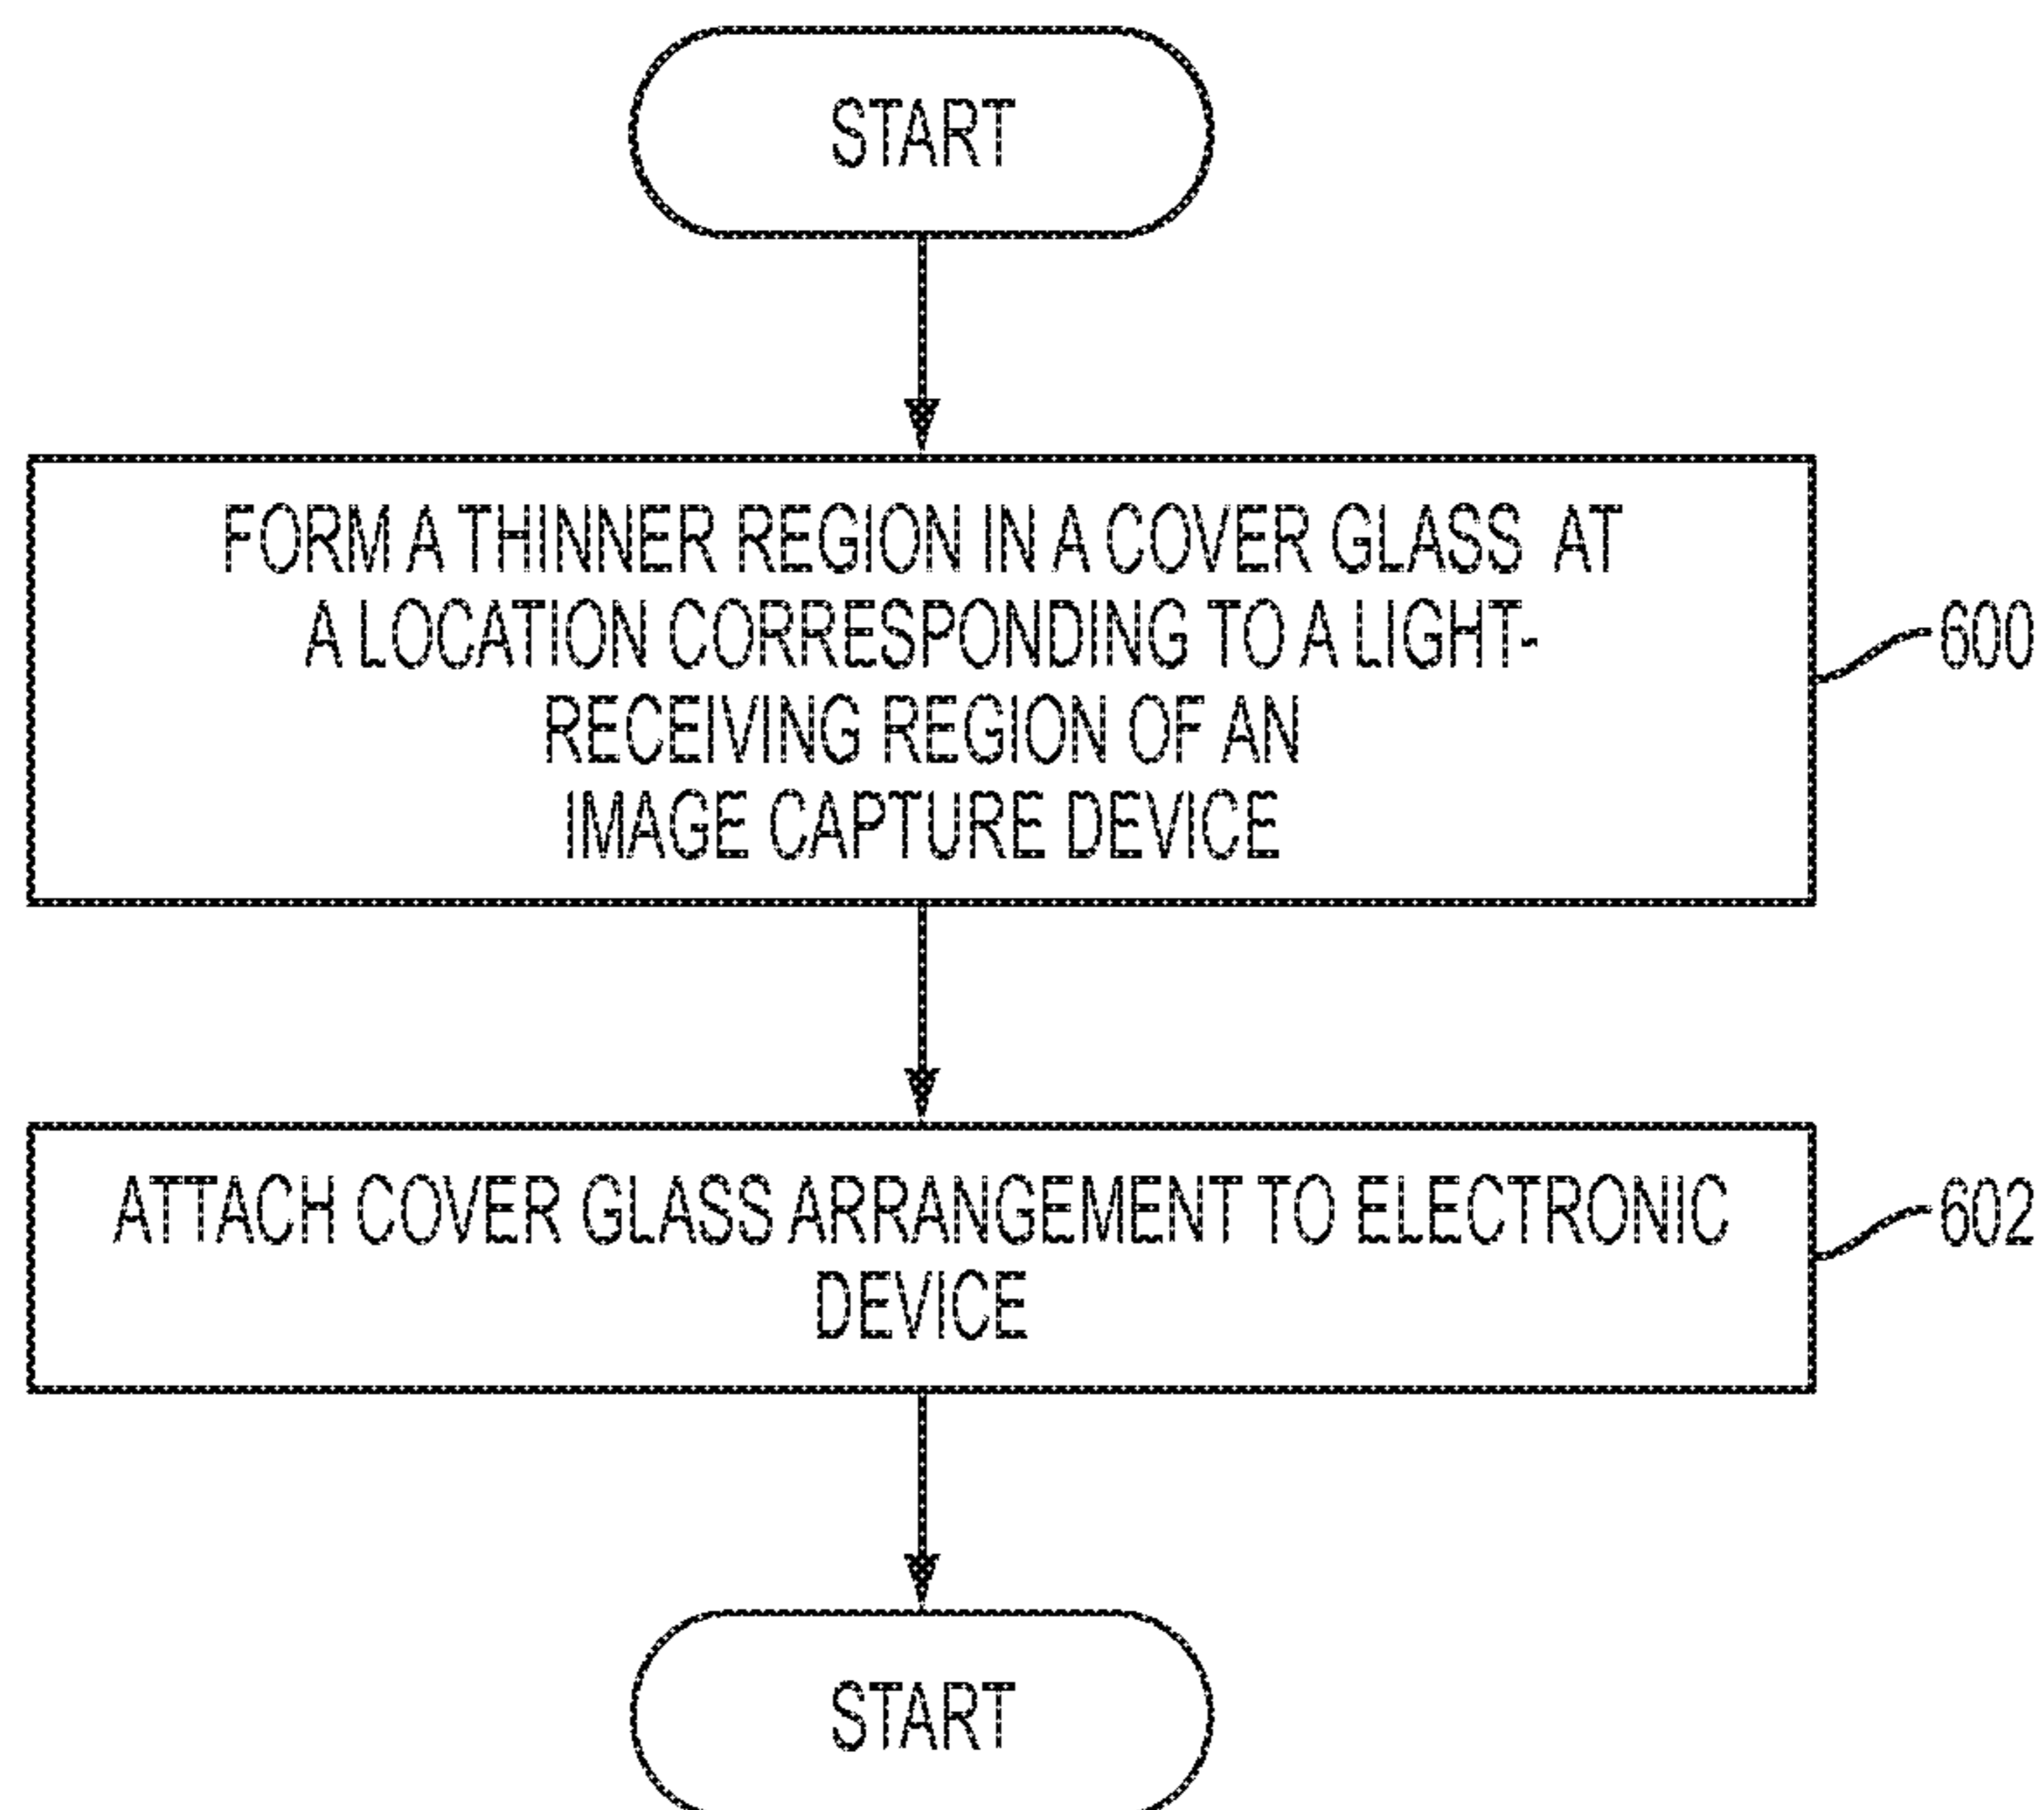 START
FORM A THINNER REGION IN A COVER GLASS AT
A LOCATION CORRESPONDING TO A LIGHT-
RECEIVING REGION OF AN
IMAGE CAPTURE DEVICE
600
ATTACH COVER GLASS ARRANGEMENT TO ELECTRONIC
DEVICE
602
START